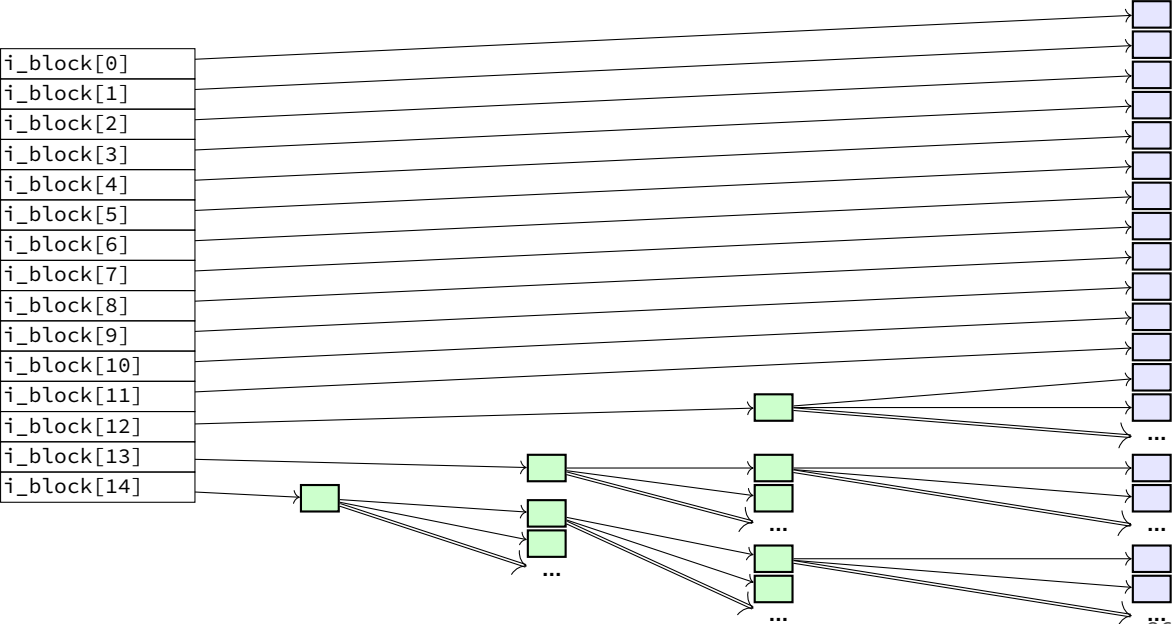 i_block[0]
i_block[1]
i_block[2]
i_block[3]
i_block[4]
i_block[5]
i_block[6]
i_block[7]
i_block[8]
i_block[9]
i_block[10]
i_block[11]
i_block[12]
...
i_block[13]
i_block[14]
...
...
...
...
...